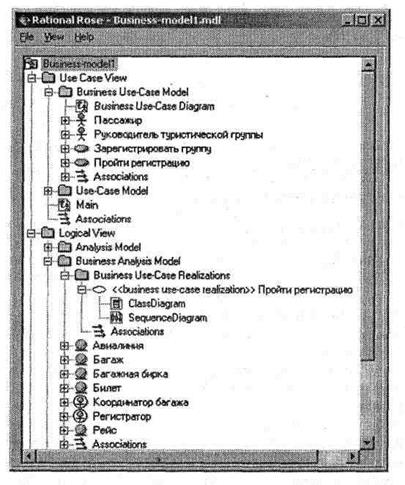 Rational Rose - Business-model1.mdl
File View Help
Business-model1
Use Case View
Business Use-Case Model
Business Use-Case Diagram
Пассажир
Руководитель туристической группы
Зарегистрировать группу
Пройти регистрацию
Associations
Use-Case Model
Main
Associations
Logical View
Analysis Model
Business Analysis Model
Business Use-Case Realizations
<<business use-case realization>> Пройти регистрацию
ClassDiagram
SequenceDiagram
Associations
Авиалиния
Багаж
Багажная бирка
Билет
Координатор багажа
Регистратор
Рейс
Associations